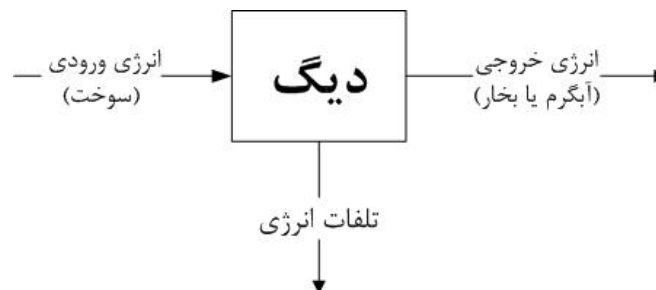 انرژی ورودی
(سوخت)
دیگ
انرژی خروجی
(آبگرم یا بخار)
تلفات انرژی